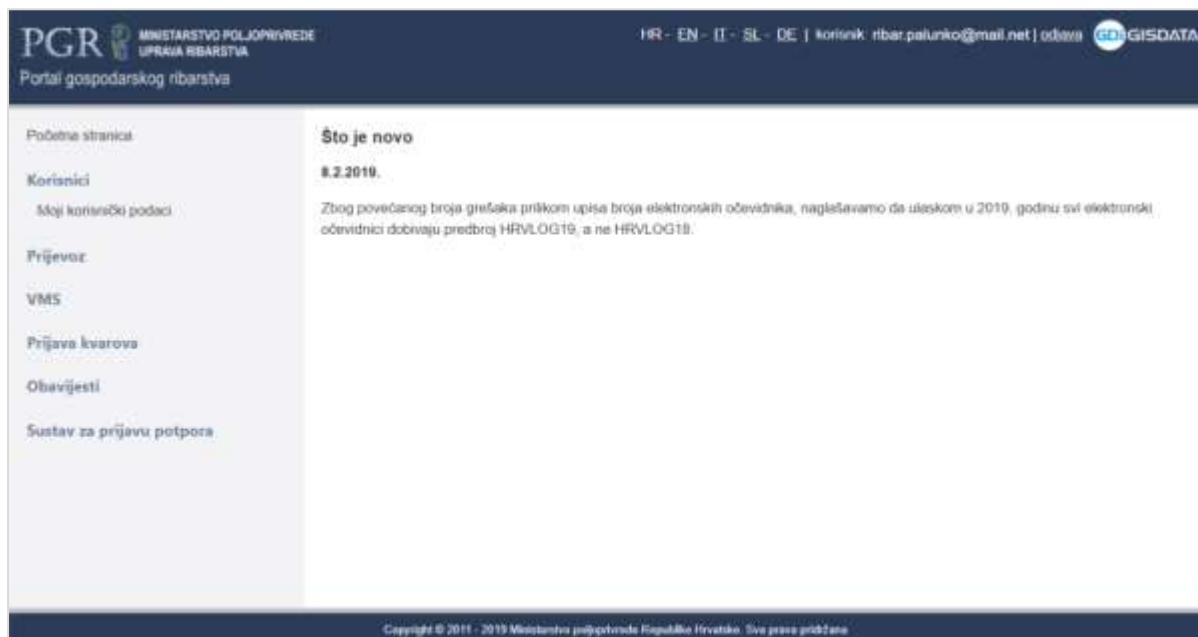 PGR MINISTARSTVO POLJOPRIVREDE
UPRAVA RIBARSTVA
Portal gospodarskog ribarstva
HR - EN - IT - SL - DE | korisnik ribar.palunko@mail.net | odjava GDi GISDATA
Početna stranica
Korisnici
Moji korisnički podaci
Prijevoz
VMS
Prijava kvarova
Obavijesti
Sustav za prijavu potpora
Što je novo
8.2.2019.
Zbog povećanog broja grešaka prilikom upisa broja elektronskih očevidnika, naglašavamo da ulaskom u 2019. godinu svi elektronski
očevidnici dobivaju predbroj HRVLOG19, a ne HRVLOG18.
Copyright © 2011 - 2019 Ministarstvo poljoprivrede Republike Hrvatske. Sva prava pridržana